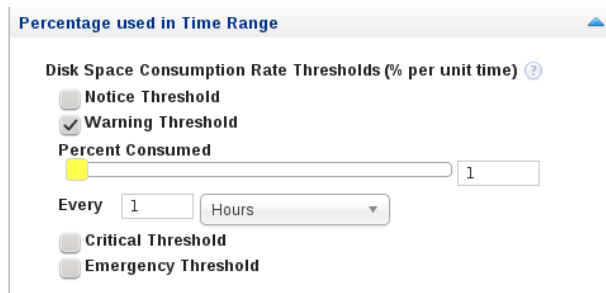 Percentage used in Time Range
Disk Space Consumption Rate Thresholds (% per unit time) ?
Notice Threshold
Warning Threshold
Percent Consumed
1
Every 1 Hours
Critical Threshold
Emergency Threshold